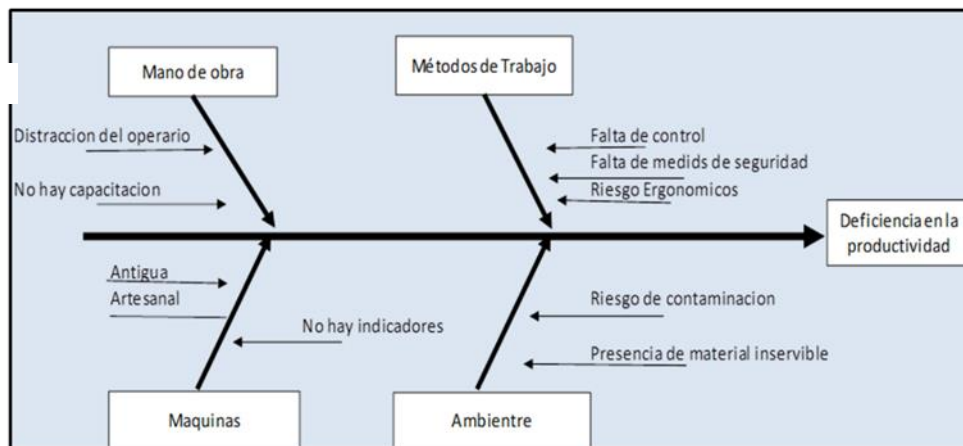 Mano de obra
Métodos de Trabajo
Distraccion del operario
No hay capacitacion
Falta de control
Falta de medids de seguridad
Riesgo Ergonomicos
Deficiencia en la
productividad
Antigua
Artesanal
No hay indicadores
Riesgo de contaminacion
Presencia de material inservible
Maquinas
Ambientre